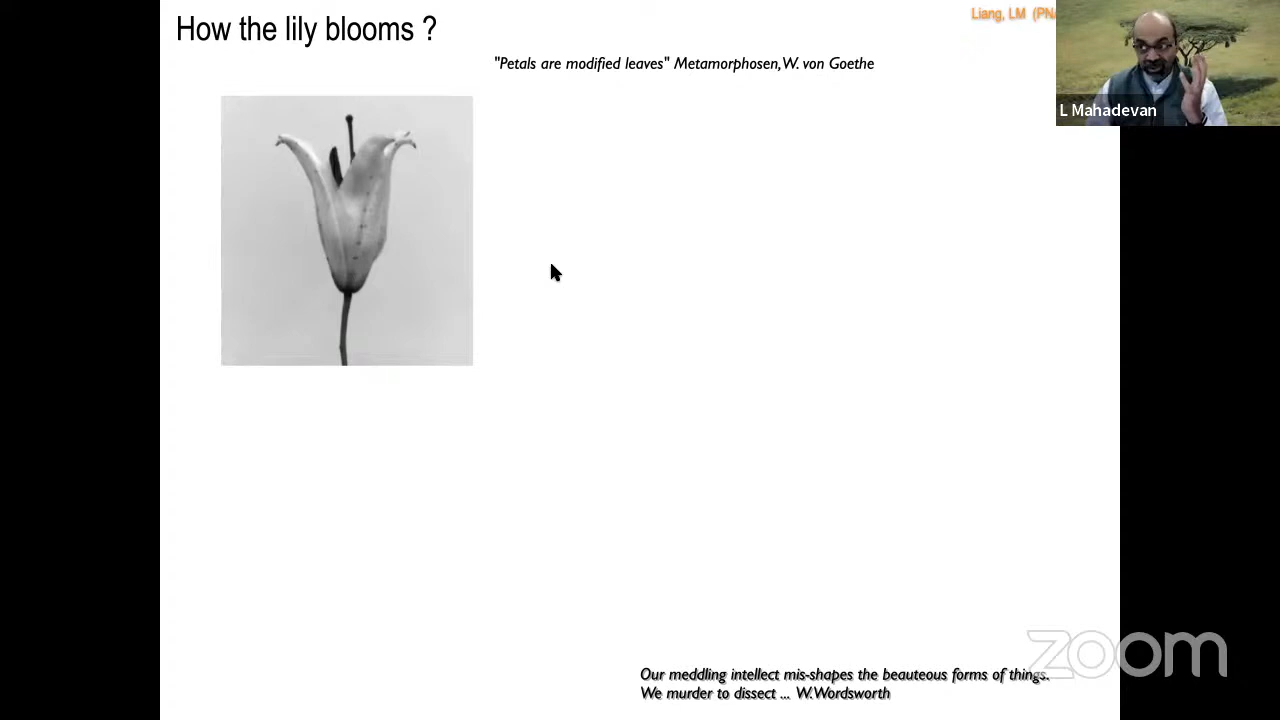 How the lily blooms ?
Liang, LM (PN
"Petals are modified leaves" Metamorphosen,W. von Goethe
L Mahadevan
zoom
Our meddling intellect mis-shapes the beauteous forms of things.
We murder to dissect ... W.Wordsworth